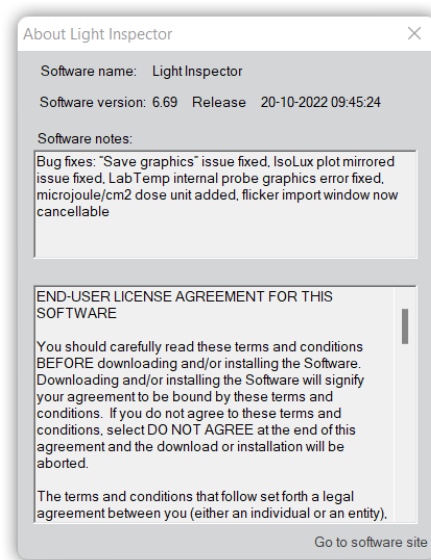 About Light Inspector
Software name: Light Inspector
Software version: 6.69 Release 20-10-2022 09:45:24
Software notes:
Bug fixes: "Save graphics" issue fixed, IsoLux plot mirrored
issue fixed, LabTemp internal probe graphics error fixed,
microjoule/cm2 dose unit added, flicker import window now
cancellable
END-USER LICENSE AGREEMENT FOR THIS
SOFTWARE
You should carefully read these terms and conditions
BEFORE downloading and/or installing the Software.
Downloading and/or installing the Software will signify
your agreement to be bound by these terms and
conditions. If you do not agree to these terms and
conditions, select DO NOT AGREE at the end of this
agreement and the download or installation will be
aborted.
The terms and conditions that follow set forth a legal
agreement between you (either an individual or an entity),
Go to software site